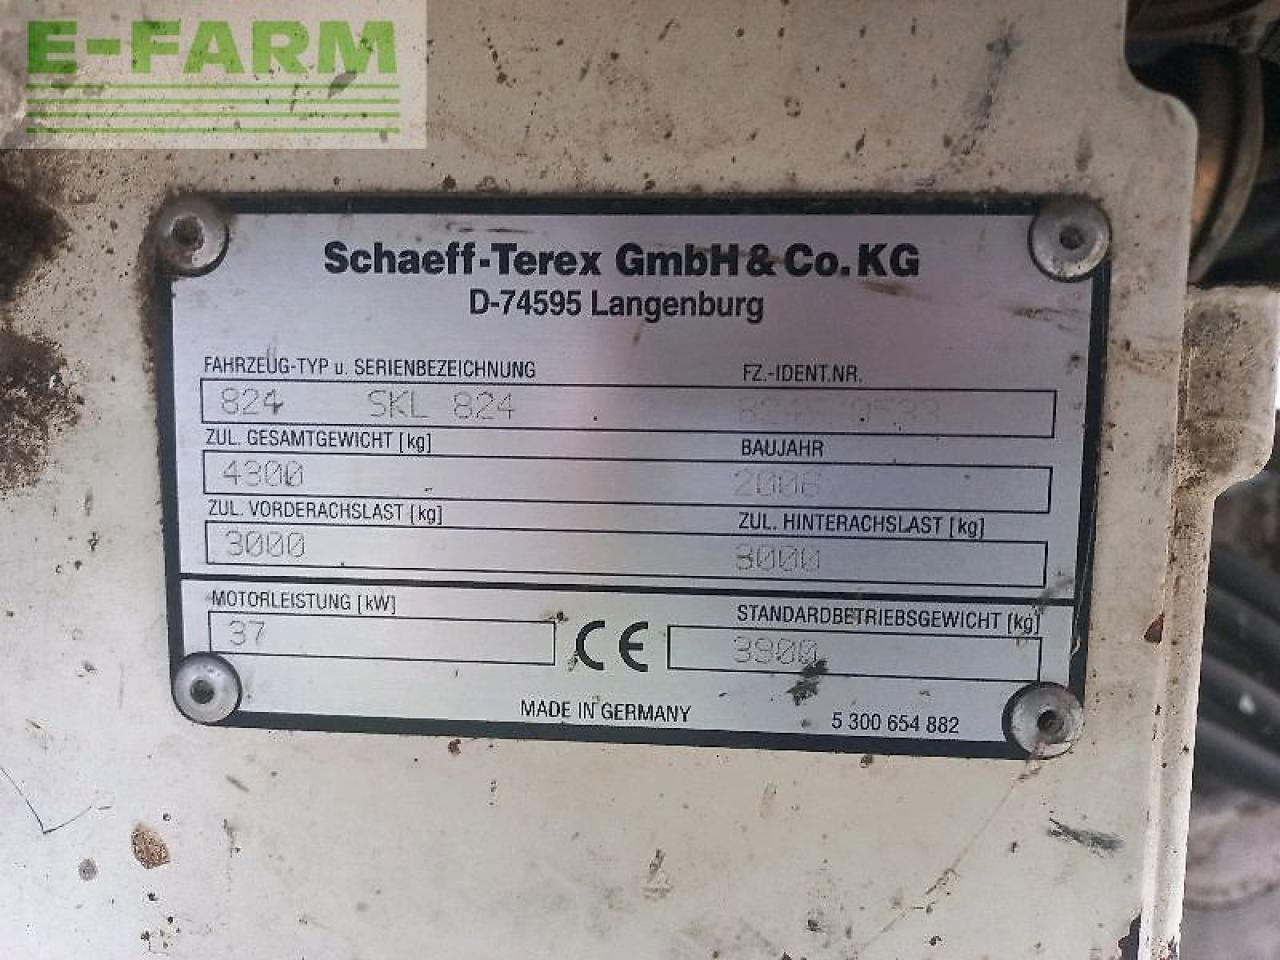 E-FARM
Schaeff-Terex GmbH & Co. KG
D-74595 Langenburg
FAHRZEUG-TYP u. SERIENBEZEICHNUNG FZ.-IDENT.NR.
824 SKL 824
ZUL. GESAMTGEWICHT [kg] BAUJAHR
4300 2006
ZUL. VORDERACHSLAST [kg] ZUL. HINTERACHSLAST [kg]
3000 3000
MOTORLEISTUNG [kW] STANDARDBETRIEBSGEWICHT [kg]
37 CE 3900
MADE IN GERMANY 5 300 654 882